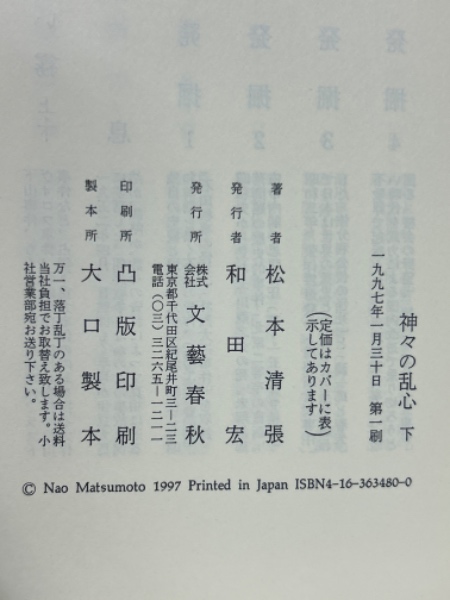 神々の乱心 下
一九九七年一月三十日 第一刷
(定価はカバーに表
示してあります)
著者 松本清張
発行者 和田宏
発行所 株式会社 文藝春秋
東京都千代田区紀尾井町三―二三
電話(〇三)三二六五―一二一一
印刷所 凸版印刷
製本所 大口製本
万一、落丁乱丁のある場合は送料
当社負担でお取替え致します。小
社営業部宛お送り下さい。
© Nao Matsumoto 1997 Printed in Japan ISBN4-16-363480-0